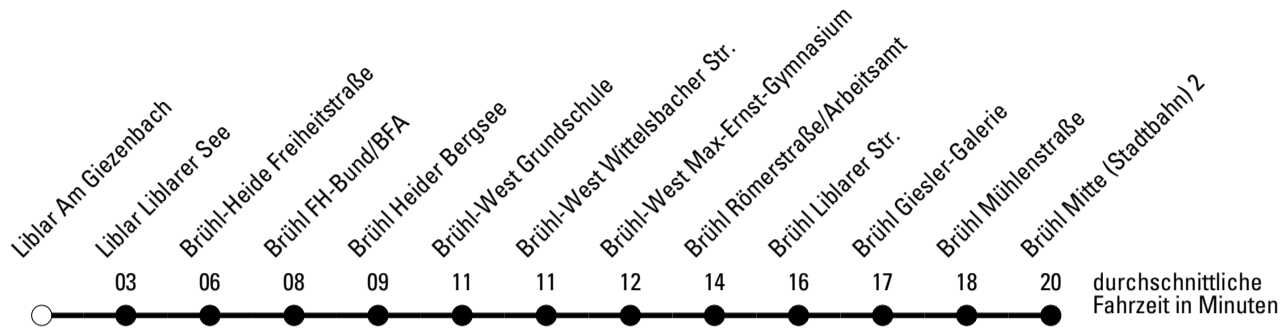 Liblar Am Giezenbach
Liblar Liblarer See
Brühl-Heide Freiheitstraße
Brühl FH-Bund/BFA
Brühl Heider Bergsee
Brühl-West Grundschule
Brühl-West Wittelsbacher Str.
Brühl-West Max-Ernst-Gymnasium
Brühl Römerstraße/Arbeitsamt
Brühl Liblarer Str.
Brühl Giesler-Galerie
Brühl Mühlenstraße
Brühl Mitte (Stadtbahn) 2
03 06 08 09 11 11 12 14 16 17 18 20 durchschnittliche
Fahrzeit in Minuten